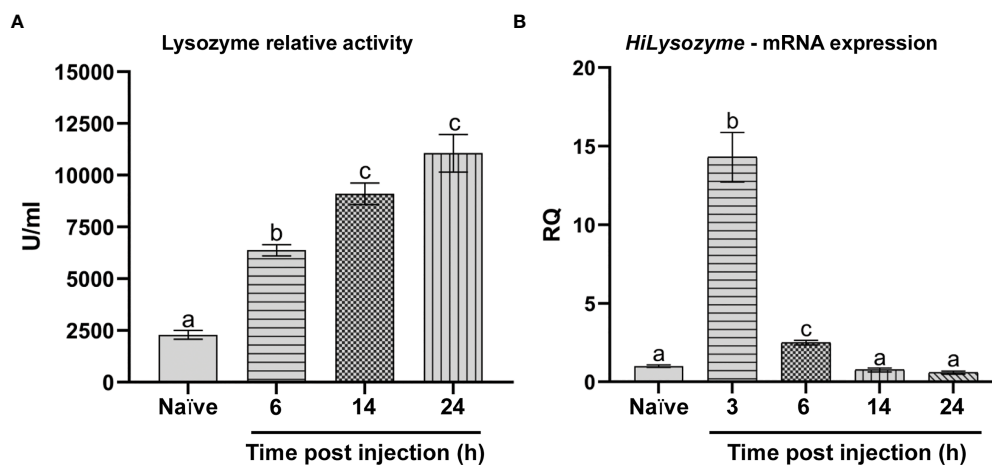 A
Lysozyme relative activity
15000
12500
10000
7500
5000
2500
0
U/ml
a
b
c
c
Naïve 6 14 24
Time post injection (h)
B
HiLysozyme - mRNA expression
20
15
10
5
0
RQ
a
b
c
a
a
Naïve 3 6 14 24
Time post injection (h)